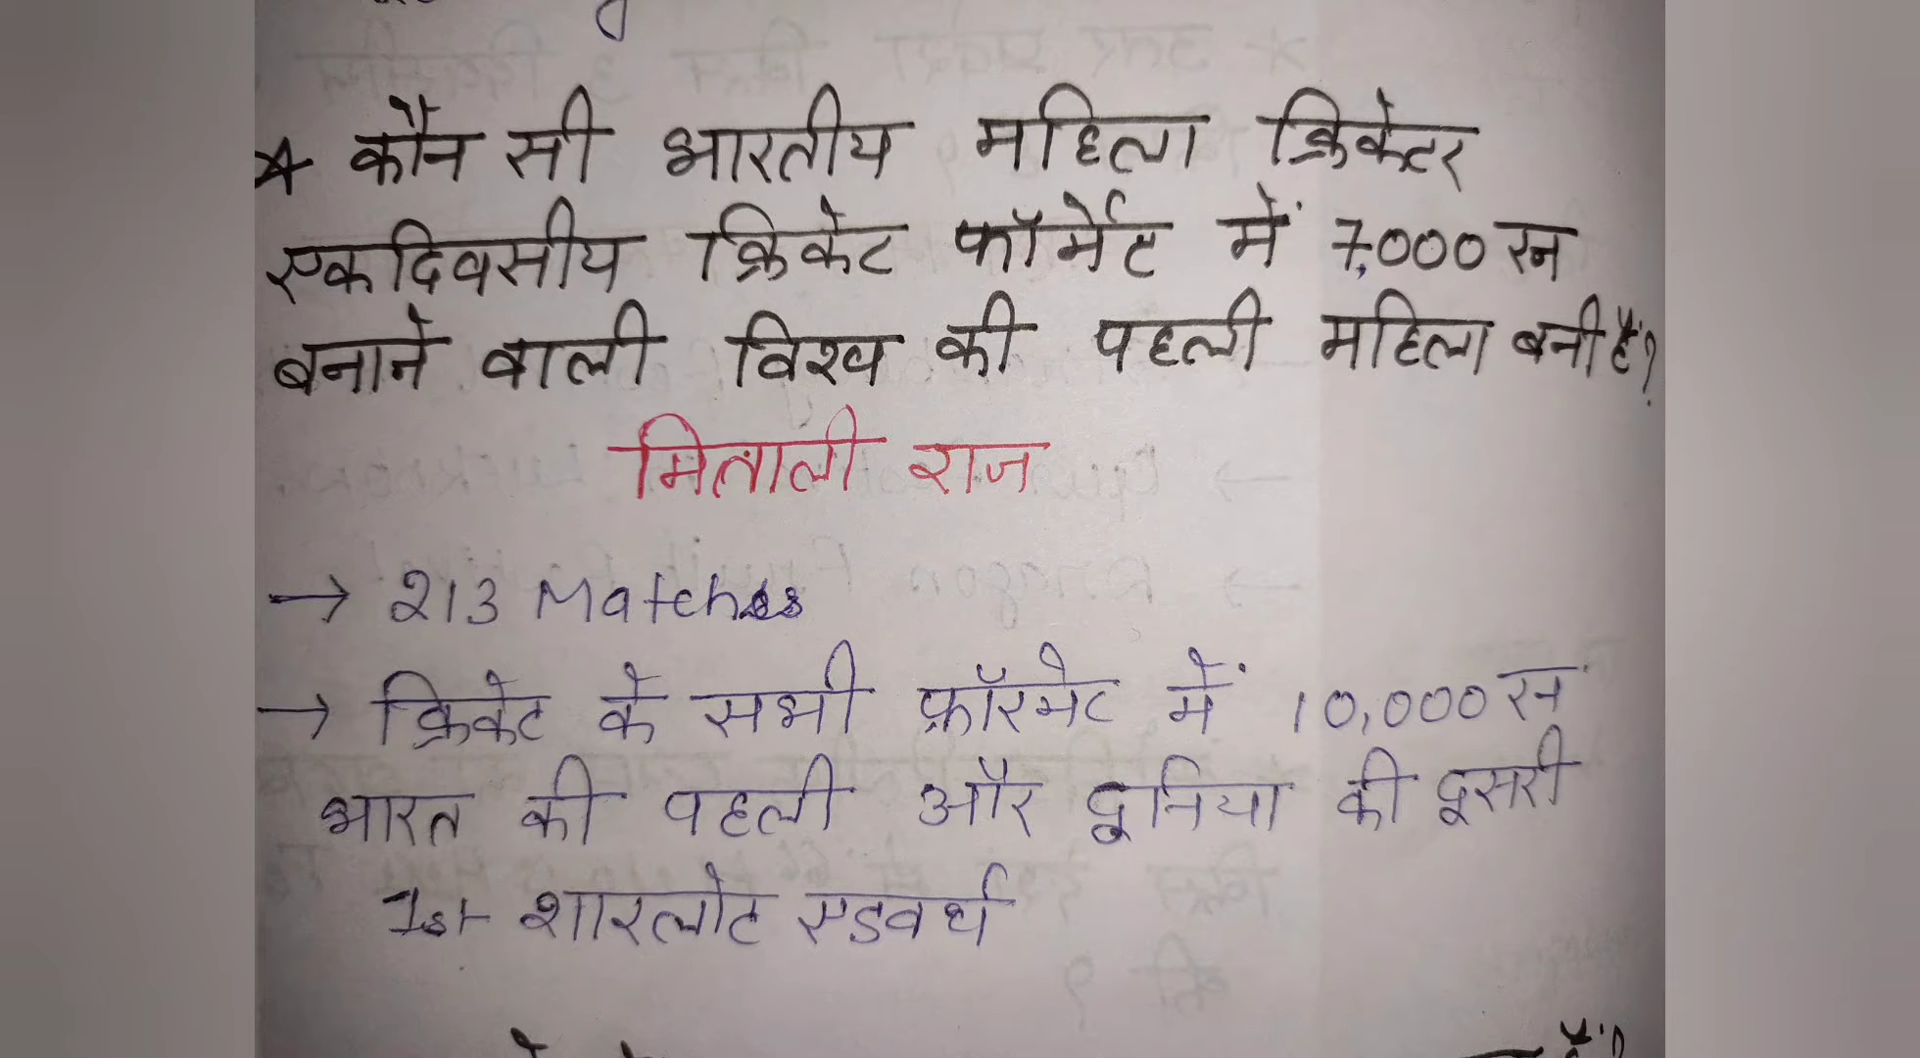 * कौन सी भारतीय महिला क्रिकेटर
एकदिवसीय क्रिकेट फॉर्मेट में 7,000 रन
बनाने वाली विश्व की पहली महिला बनी हैं?
मिताली राज
→ 213 Matches
→ क्रिकेट के सभी फ़ॉरमेट में 10,000 रन
भारत की पहली और दूनिया की दूसरी
1st शारलोट एडवर्थ